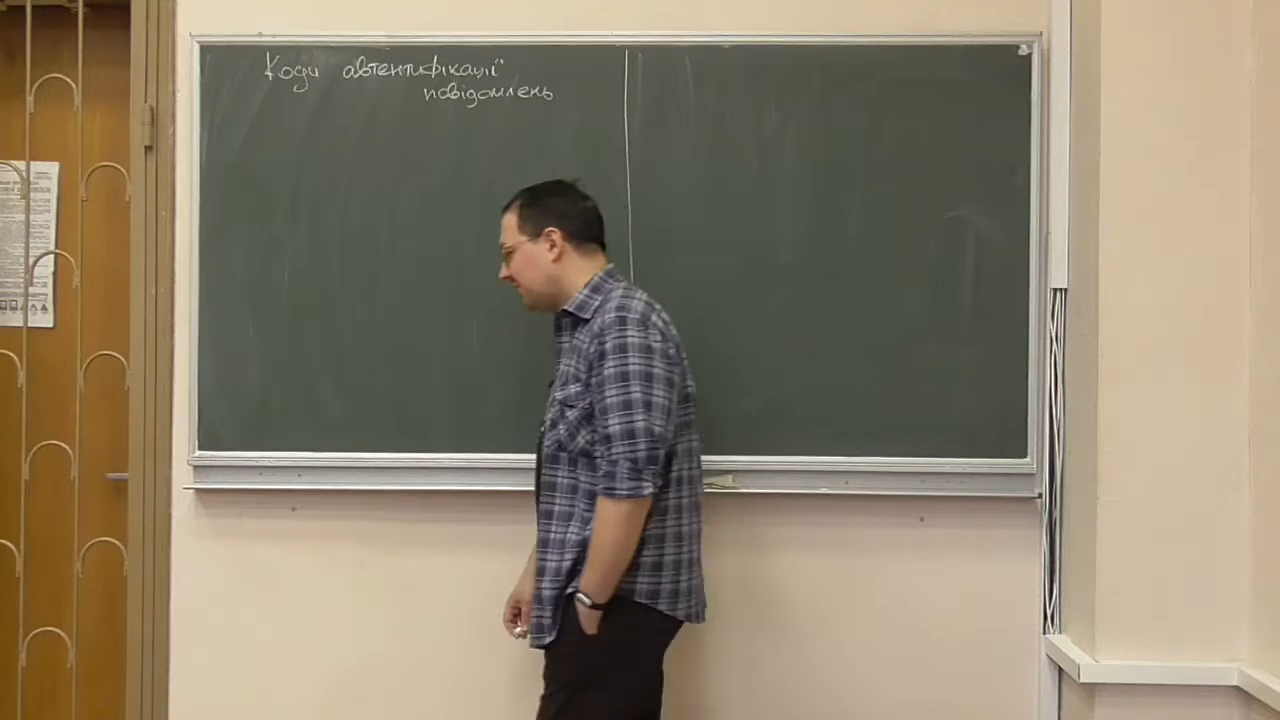 Коди автентифікації
повідомлень